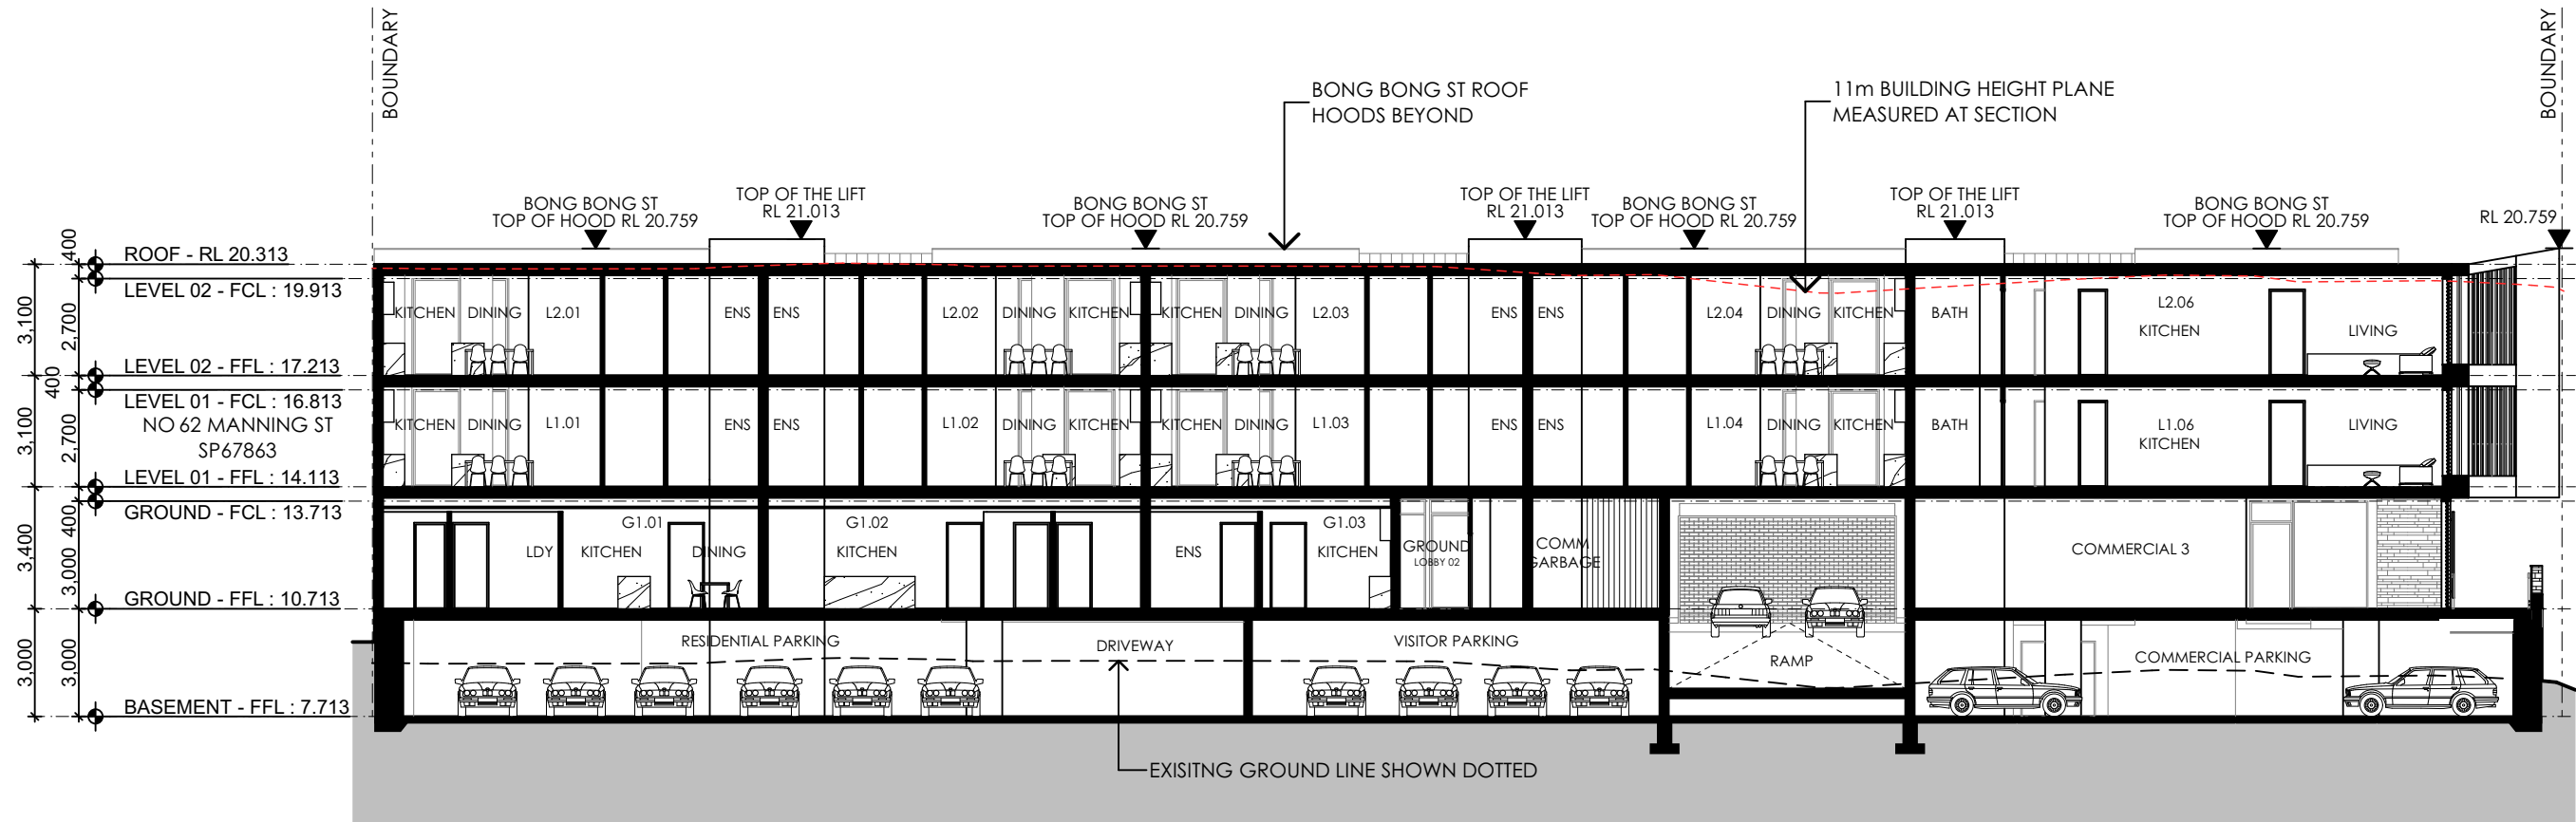 BOUNDARY
BOUNDARY
BONG BONG ST ROOF
HOODS BEYOND
11m BUILDING HEIGHT PLANE
MEASURED AT SECTION
BONG BONG ST
TOP OF HOOD RL 20.759
TOP OF THE LIFT
RL 21.013
BONG BONG ST
TOP OF HOOD RL 20.759
TOP OF THE LIFT
RL 21.013
BONG BONG ST
TOP OF HOOD RL 20.759
TOP OF THE LIFT
RL 21.013
BONG BONG ST
TOP OF HOOD RL 20.759
RL 20.759
400
ROOF - RL 20.313
LEVEL 02 - FCL : 19.913
3,100
2,700
LEVEL 02 - FFL : 17.213
400
LEVEL 01 - FCL : 16.813
NO 62 MANNING ST
SP67863
3,100
2,700
LEVEL 01 - FFL : 14.113
GROUND - FCL : 13.713
3,400
3,000
400
GROUND - FFL : 10.713
3,000
3,000
BASEMENT - FFL : 7.713
KITCHEN
DINING
L2.01
ENS
ENS
L2.02
DINING
KITCHEN
KITCHEN
DINING
L2.03
ENS
ENS
L2.04
DINING
KITCHEN
BATH
L2.06
KITCHEN
LIVING
KITCHEN
DINING
L1.01
ENS
ENS
L1.02
DINING
KITCHEN
KITCHEN
DINING
L1.03
ENS
ENS
L1.04
DINING
KITCHEN
BATH
L1.06
KITCHEN
LIVING
LDY
G1.01
KITCHEN
DINING
G1.02
KITCHEN
ENS
G1.03
KITCHEN
GROUND
LOBBY 02
COMM
GARBAGE
COMMERCIAL 3
RESIDENTIAL PARKING
DRIVEWAY
VISITOR PARKING
RAMP
COMMERCIAL PARKING
EXISITNG GROUND LINE SHOWN DOTTED